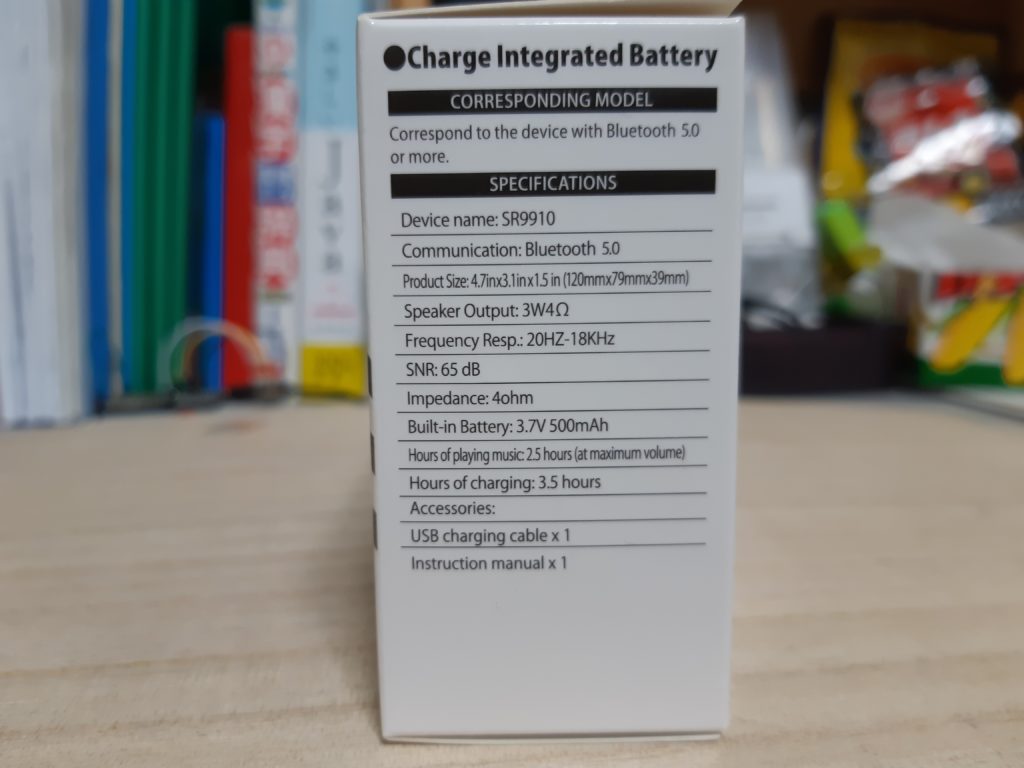 ●Charge Integrated Battery
CORRESPONDING MODEL
Correspond to the device with Bluetooth 5.0
or more.
SPECIFICATIONS
Device name: SR9910
Communication: Bluetooth 5.0
Product Size: 4.7inx3.1inx1.5 in (120mmx79mmx39mm)
Speaker Output: 3W4Ω
Frequency Resp.: 20HZ-18KHz
SNR: 65 dB
Impedance: 4ohm
Built-in Battery: 3.7V 500mAh
Hours of playing music: 2.5 hours (at maximum volume)
Hours of charging: 3.5 hours
Accessories:
USB charging cable x 1
Instruction manual x 1